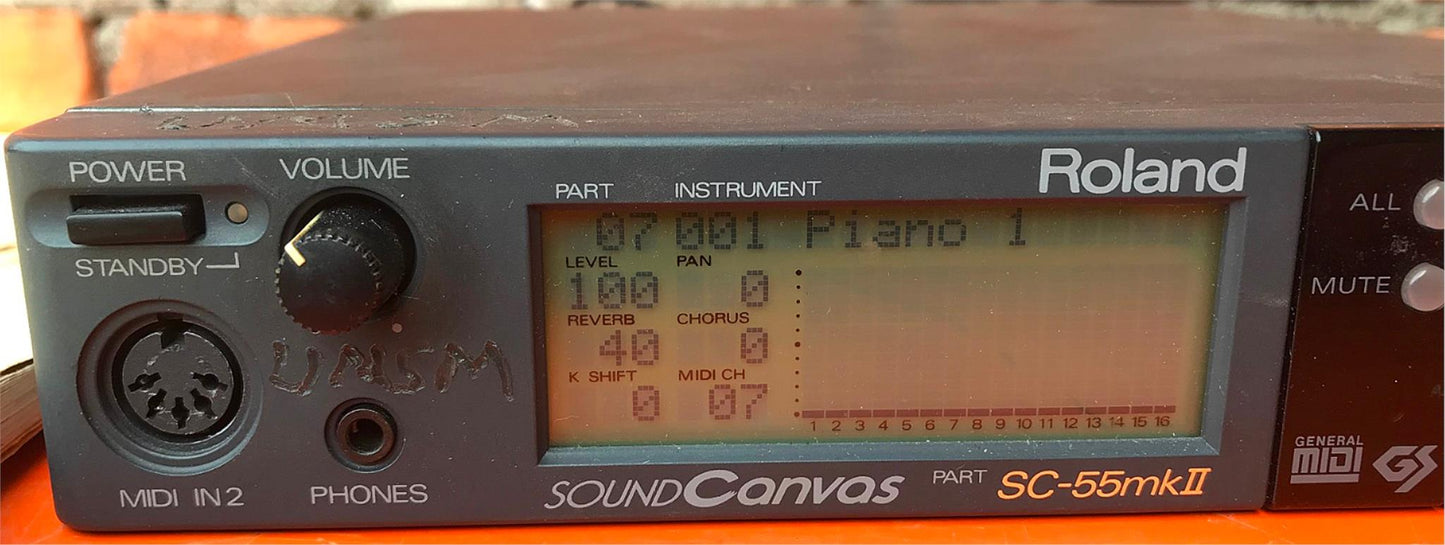 UNSM
POWER
VOLUME
STANDBY
UNSM
MIDI IN 2
PHONES
PART INSTRUMENT
Roland
07 001 Piano 1
LEVEL PAN
100 0
REVERB CHORUS
40 0
K SHIFT MIDI CH
0 07
1 2 3 4 5 6 7 8 9 10 11 12 13 14 15 16
SOUND Canvas
PART
SC-55mkII
ALL
MUTE
GENERAL
MIDI
GS